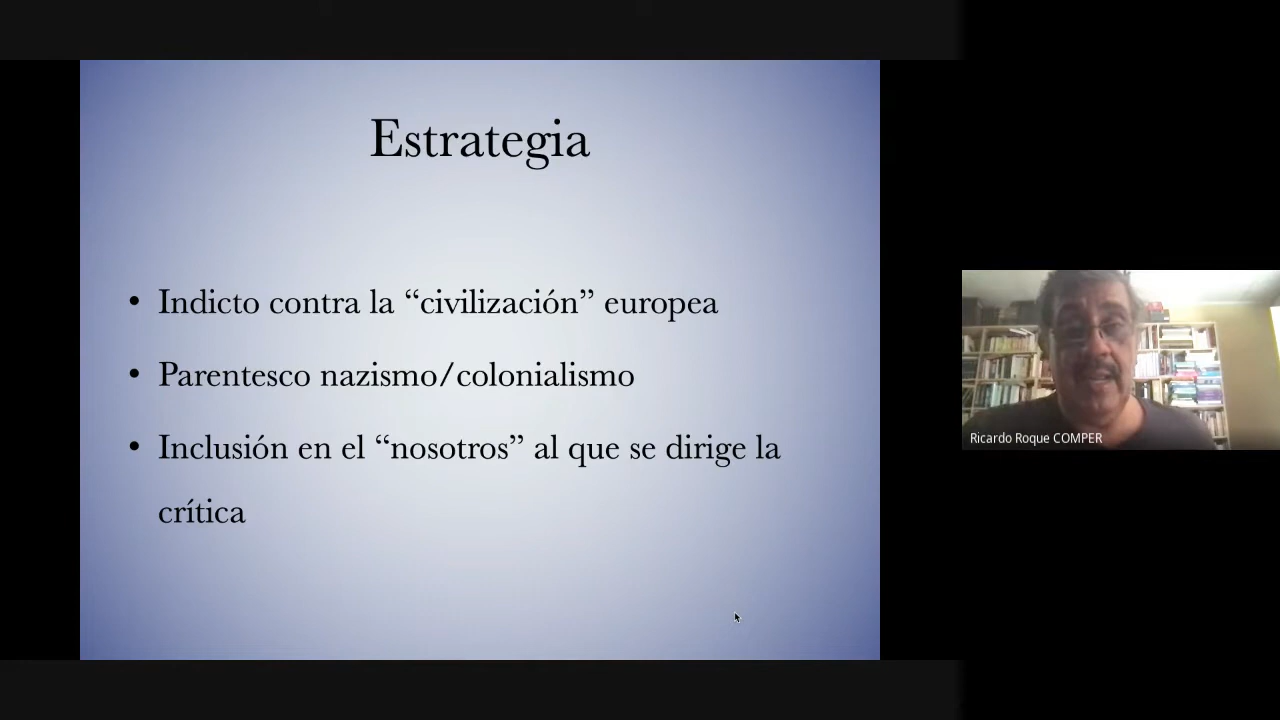 Estrategia
• Indicto contra la “civilización” europea
• Parentesco nazismo/colonialismo
• Inclusión en el “nosotros” al que se dirige la
crítica
Ricardo Roque COMPER